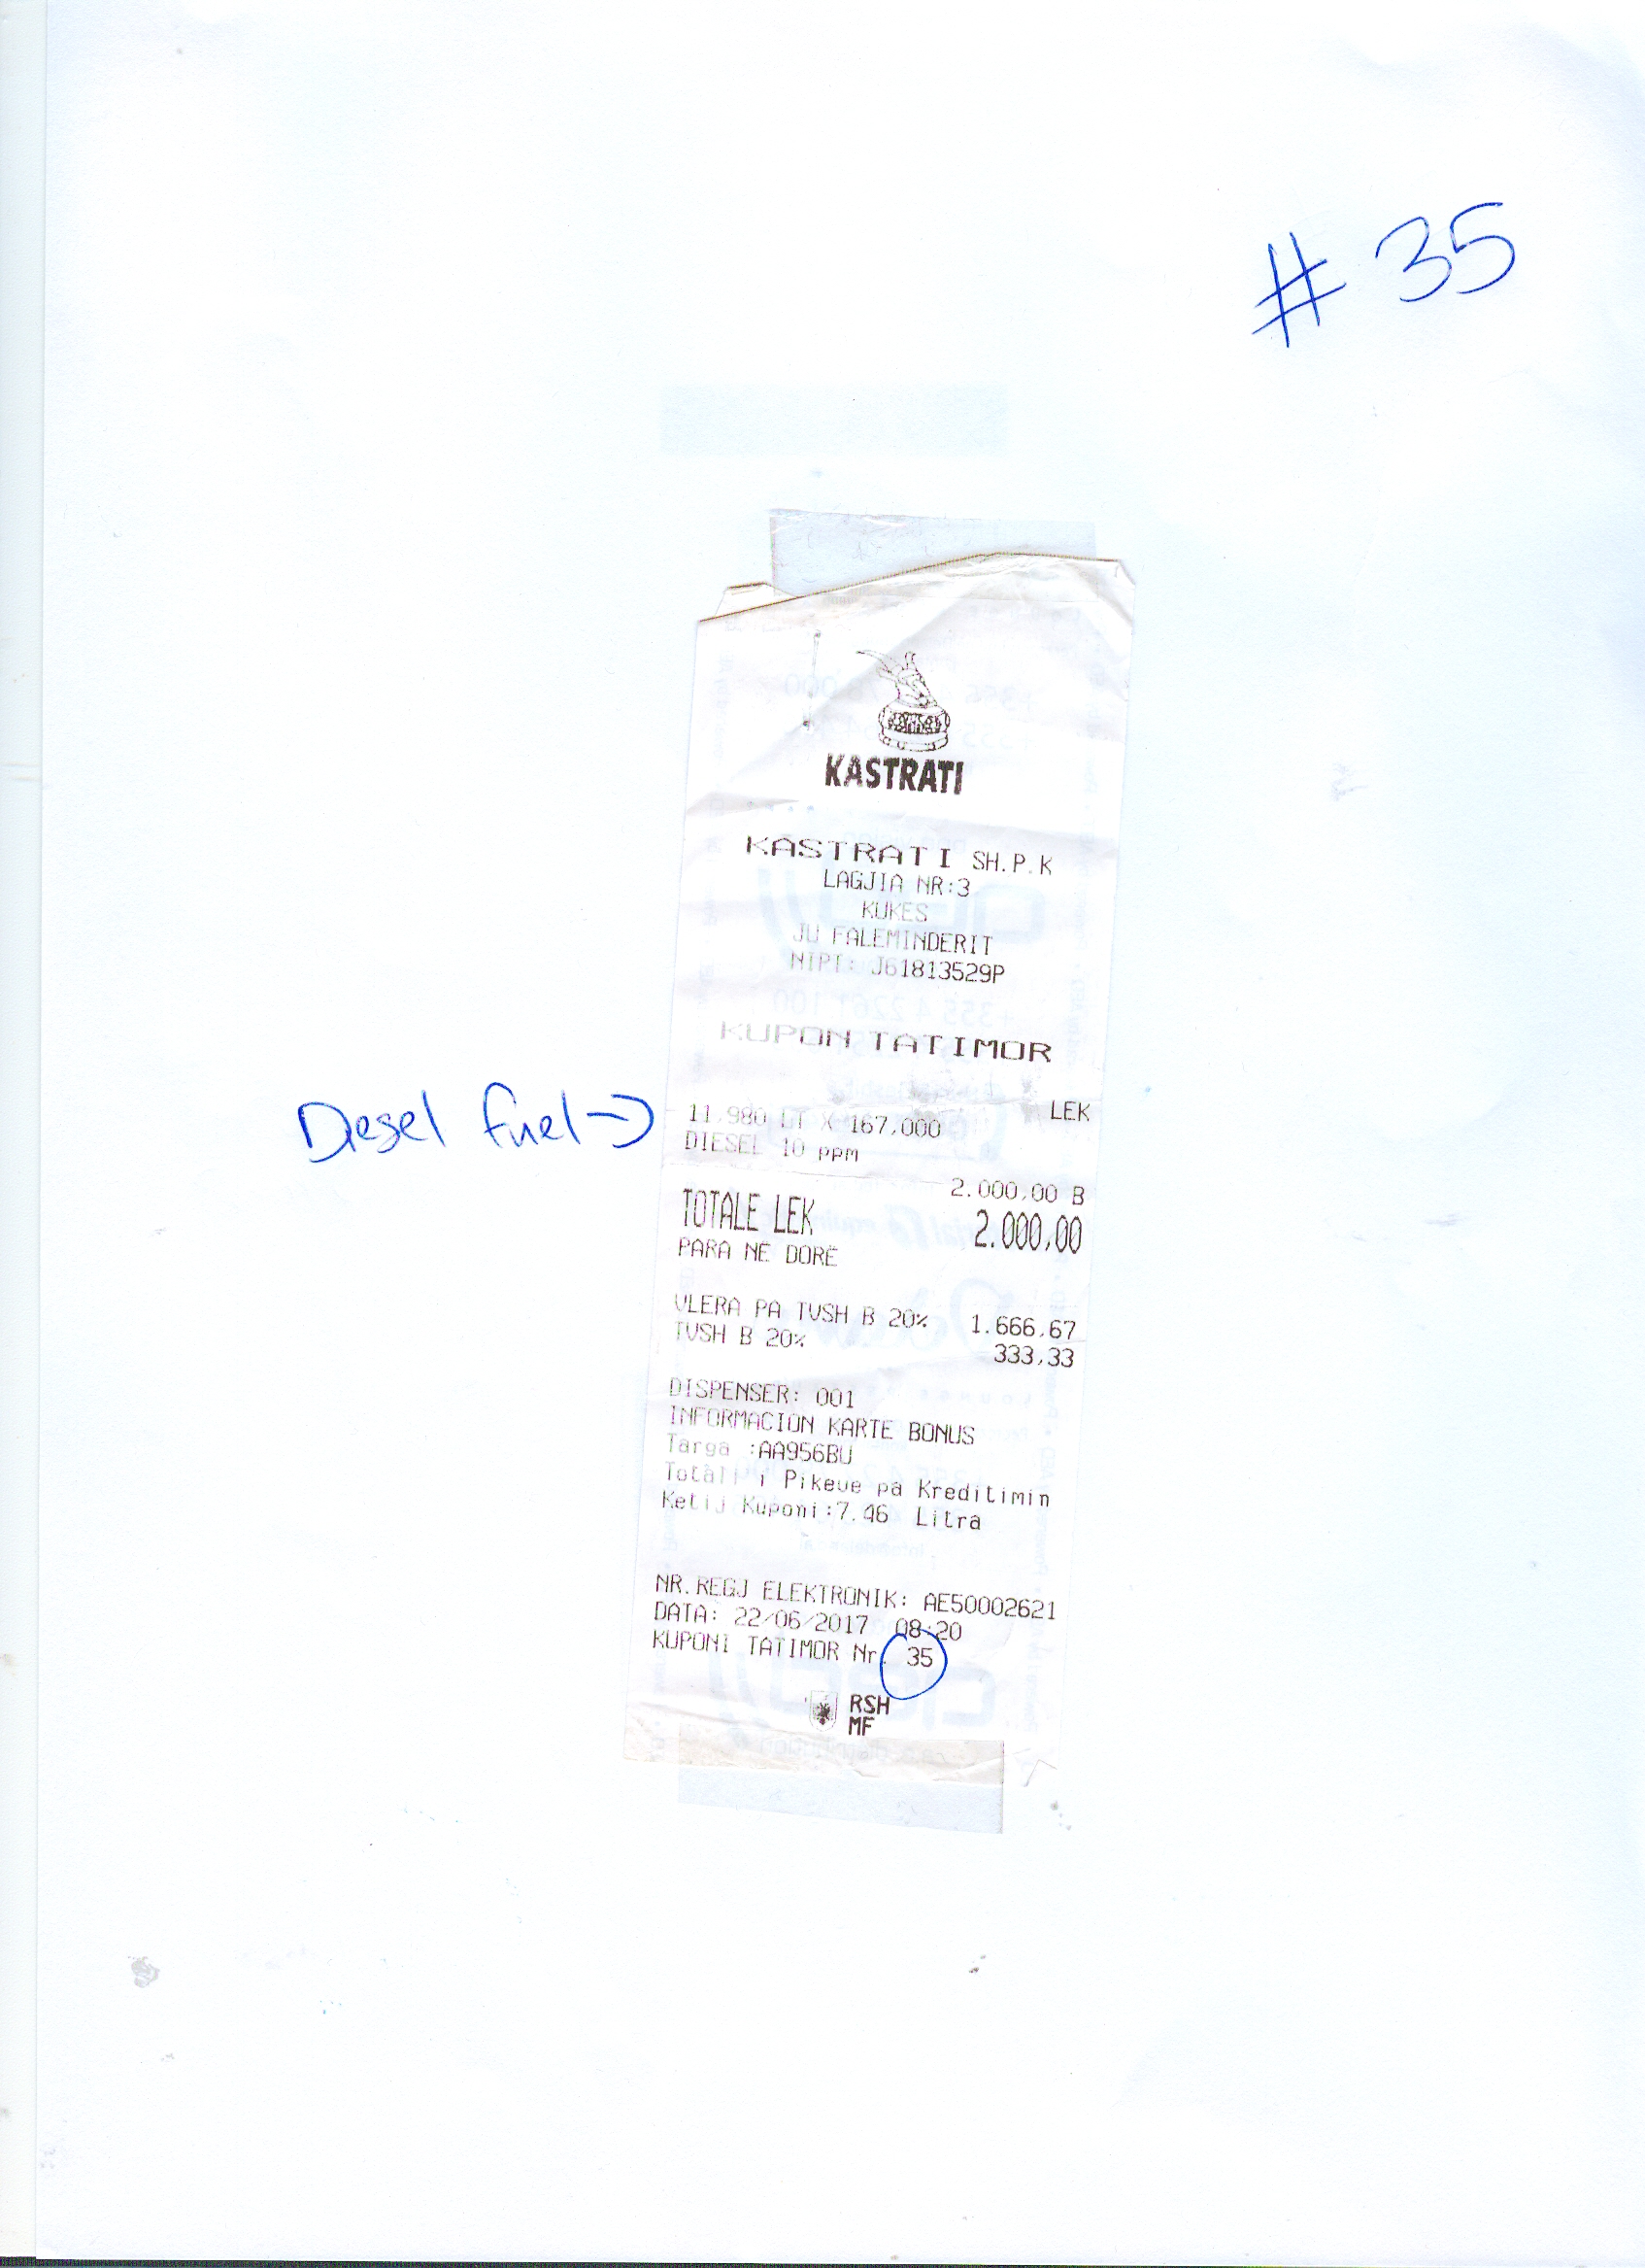 # 35
KASTRATI
KASTRATI SH.P.K
LAGJIA NR:3
KUKES
JU FALEMINDERIT
NIPT: J61813529P
KUPON TATIMOR
LEK
Diesel fuel →
11,980 LT X 167,000
DIESEL 10 PPM
2.000,00 B
TOTALE LEK 2.000,00
PARA NE DORE
VLERA PA TVSH B 20% 1.666,67
TVSH B 20% 333,33
DISPENSER: 001
INFORMACION KARTE BONUS
Targa :AA956BU
Totali i Pikeve pa Kreditimin
Ketij Kuponi:7.46 Litra
NR.REGJ ELEKTRONIK: AE50002621
DATA: 22/06/2017 08:20
KUPONI TATIMOR Nr. 35
RSH
MF